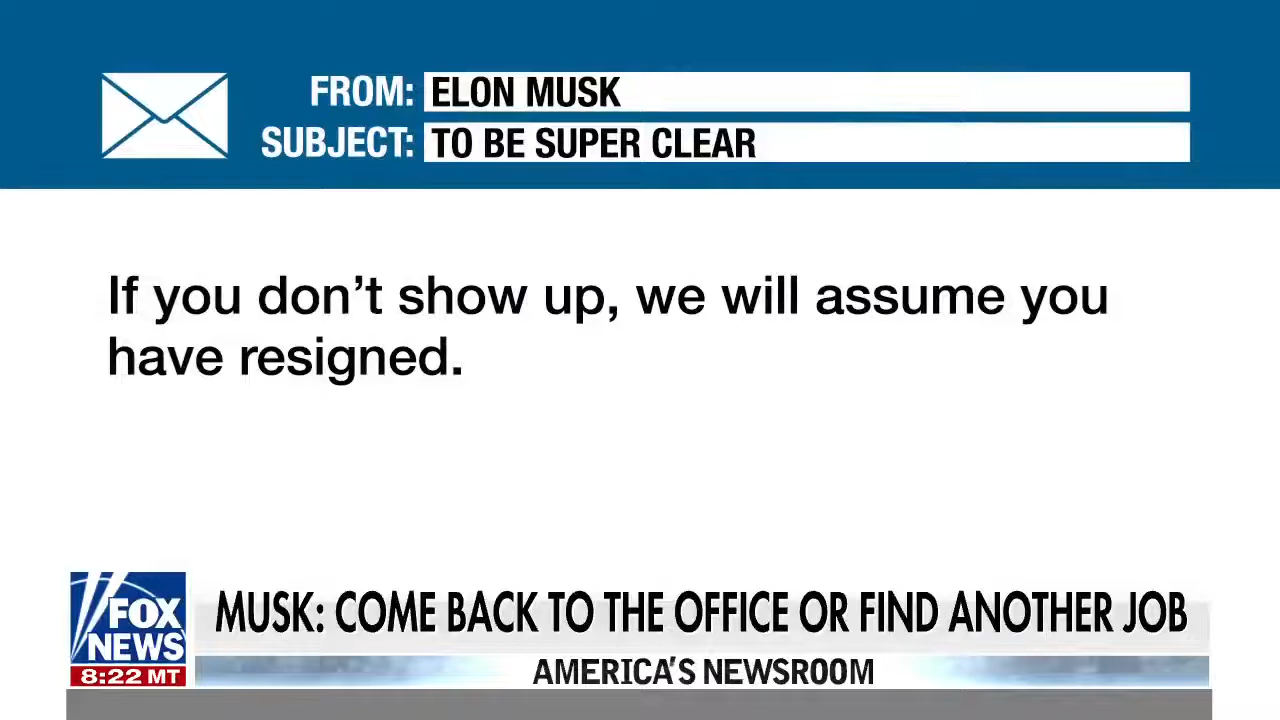 FROM: ELON MUSK
SUBJECT: TO BE SUPER CLEAR
If you don’t show up, we will assume you
have resigned.
FOX
NEWS
8:22 MT
MUSK: COME BACK TO THE OFFICE OR FIND ANOTHER JOB
AMERICA’S NEWSROOM